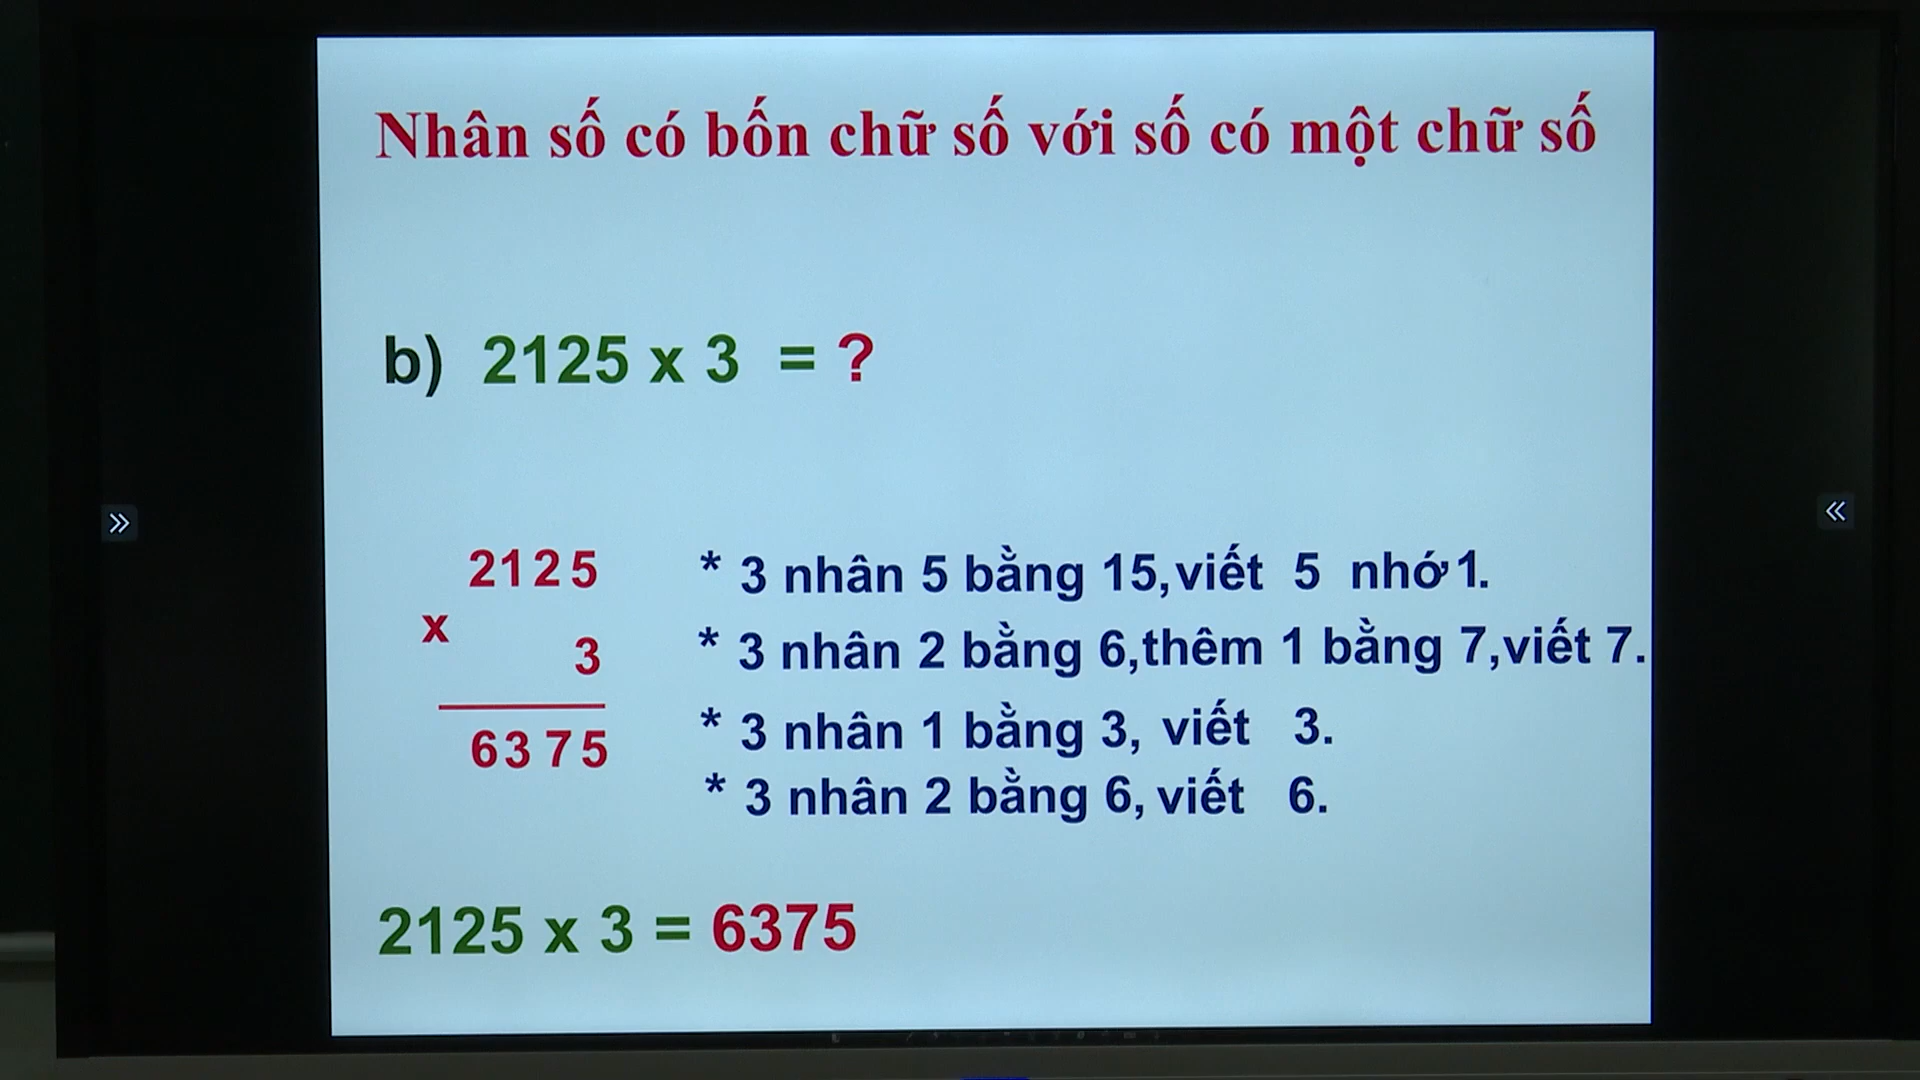 Nhân số có bốn chữ số với số có một chữ số
b) 2125 x 3 = ?
2125
x
3
6375
* 3 nhân 5 bằng 15,viết 5 nhớ 1.
* 3 nhân 2 bằng 6,thêm 1 bằng 7,viết 7.
* 3 nhân 1 bằng 3, viết 3.
* 3 nhân 2 bằng 6, viết 6.
2125 x 3 = 6375